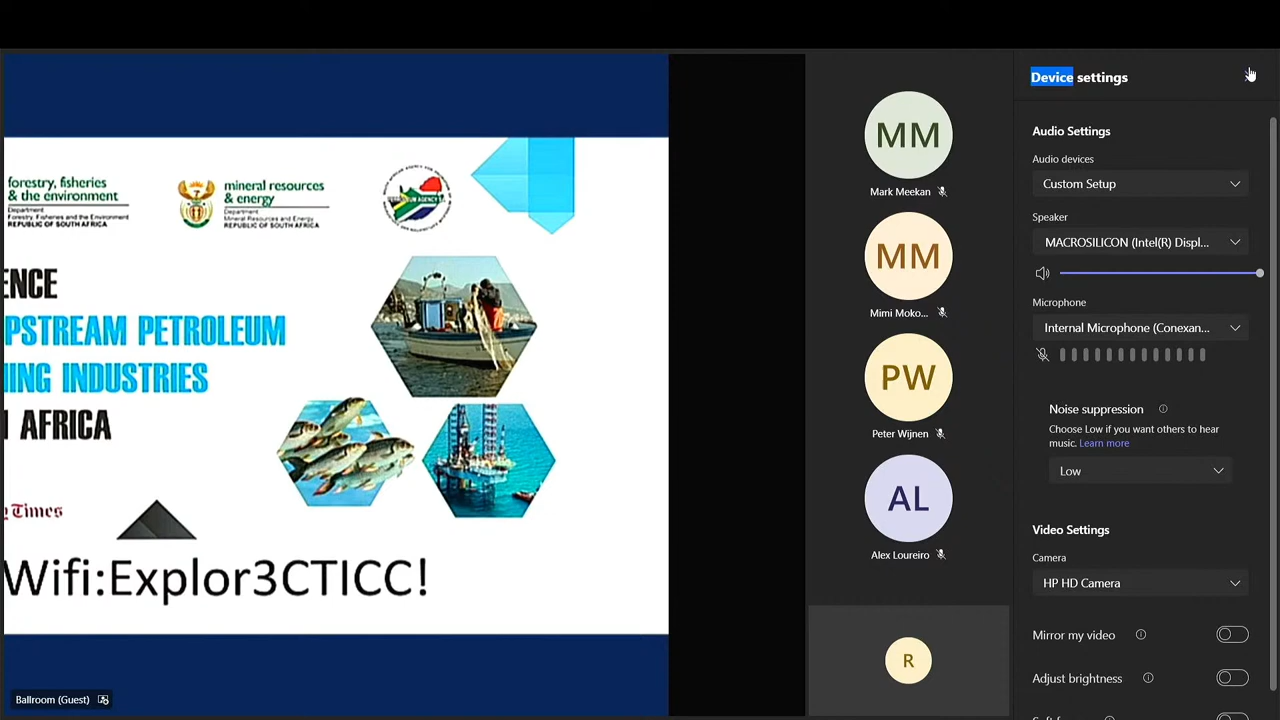 forestry, fisheries
& the environment
Department
Forestry, Fisheries and the Environment
REPUBLIC OF SOUTH AFRICA
mineral resources
& energy
Department
Mineral Resources and Energy
REPUBLIC OF SOUTH AFRICA
PETROLEUM AGENCY SA
ENCE
PSTREAM PETROLEUM
ING INDUSTRIES
AFRICA
Times
Wifi:Explor3CTICC!
Ballroom (Guest)
MM
Mark Meekan
MM
Mimi Moko...
PW
Peter Wijnen
AL
Alex Loureiro
R
Device settings
Audio Settings
Audio devices
Custom Setup
Speaker
MACROSILICON (Intel(R) Displ...
Microphone
Internal Microphone (Conexan...
Noise suppression
Choose Low if you want others to hear
music. Learn more
Low
Video Settings
Camera
HP HD Camera
Mirror my video
Adjust brightness